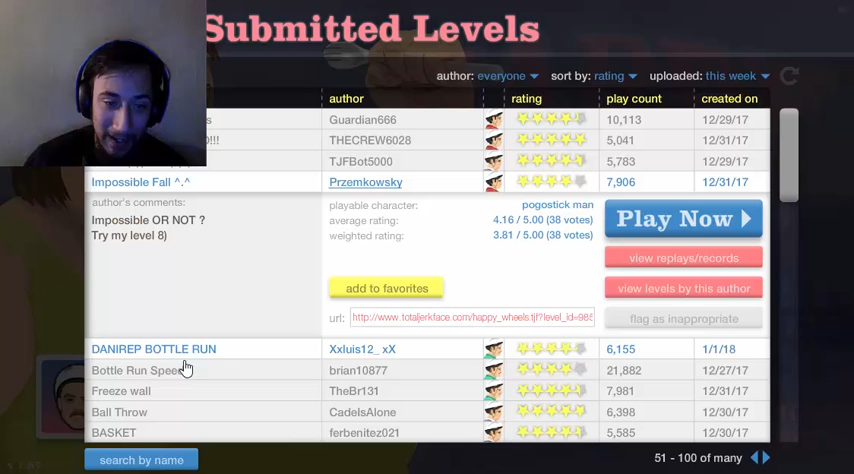 Submitted Levels
author: everyone sort by: rating uploaded: this week
author rating play count created on
s Guardian666 10,113 12/29/17
!!! THECREW6028 5,041 12/29/17
TJFBot5000 5,783 12/29/17
Impossible Fall ^.^ Przemkowsky 7,906 12/31/17
author's comments:
Impossible OR NOT ?
Try my level 8)
playable character: pogostick man
average rating: 4.16 / 5.00 (38 votes)
weighted rating: 3.81 / 5.00 (38 votes)
Play Now
view replays/records
add to favorites
view levels by this author
url: http://www.totaljerkface.com/happy_wheels.tjf?level_id=985
flag as inappropriate
DANIREP BOTTLE RUN XxIuis12_ xX 6,155 1/1/18
Bottle Run Spee brian10877 21,882 12/27/17
Freeze wall TheBr131 7,981 12/31/17
Ball Throw CadeIsAlone 6,398 12/30/17
BASKET ferbenitez021 5,585 12/30/17
search by name
51 - 100 of many